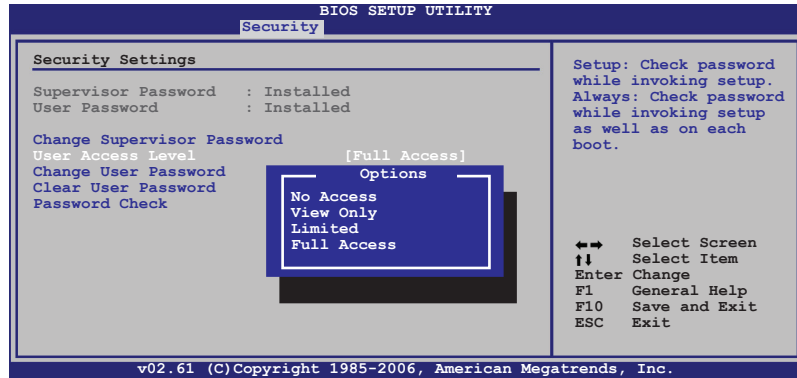 BIOS SETUP UTILITY
Security
Security Settings
Supervisor Password : Installed
User Password : Installed
Change Supervisor Password
User Access Level [Full Access]
Change User Password
Clear User Password
Password Check
Options
No Access
View Only
Limited
Full Access
Setup: Check password
while invoking setup.
Always: Check password
while invoking setup
as well as on each
boot.
←→ Select Screen
↑↓ Select Item
Enter Change
F1 General Help
F10 Save and Exit
ESC Exit
v02.61 (C)Copyright 1985-2006, American Megatrends, Inc.